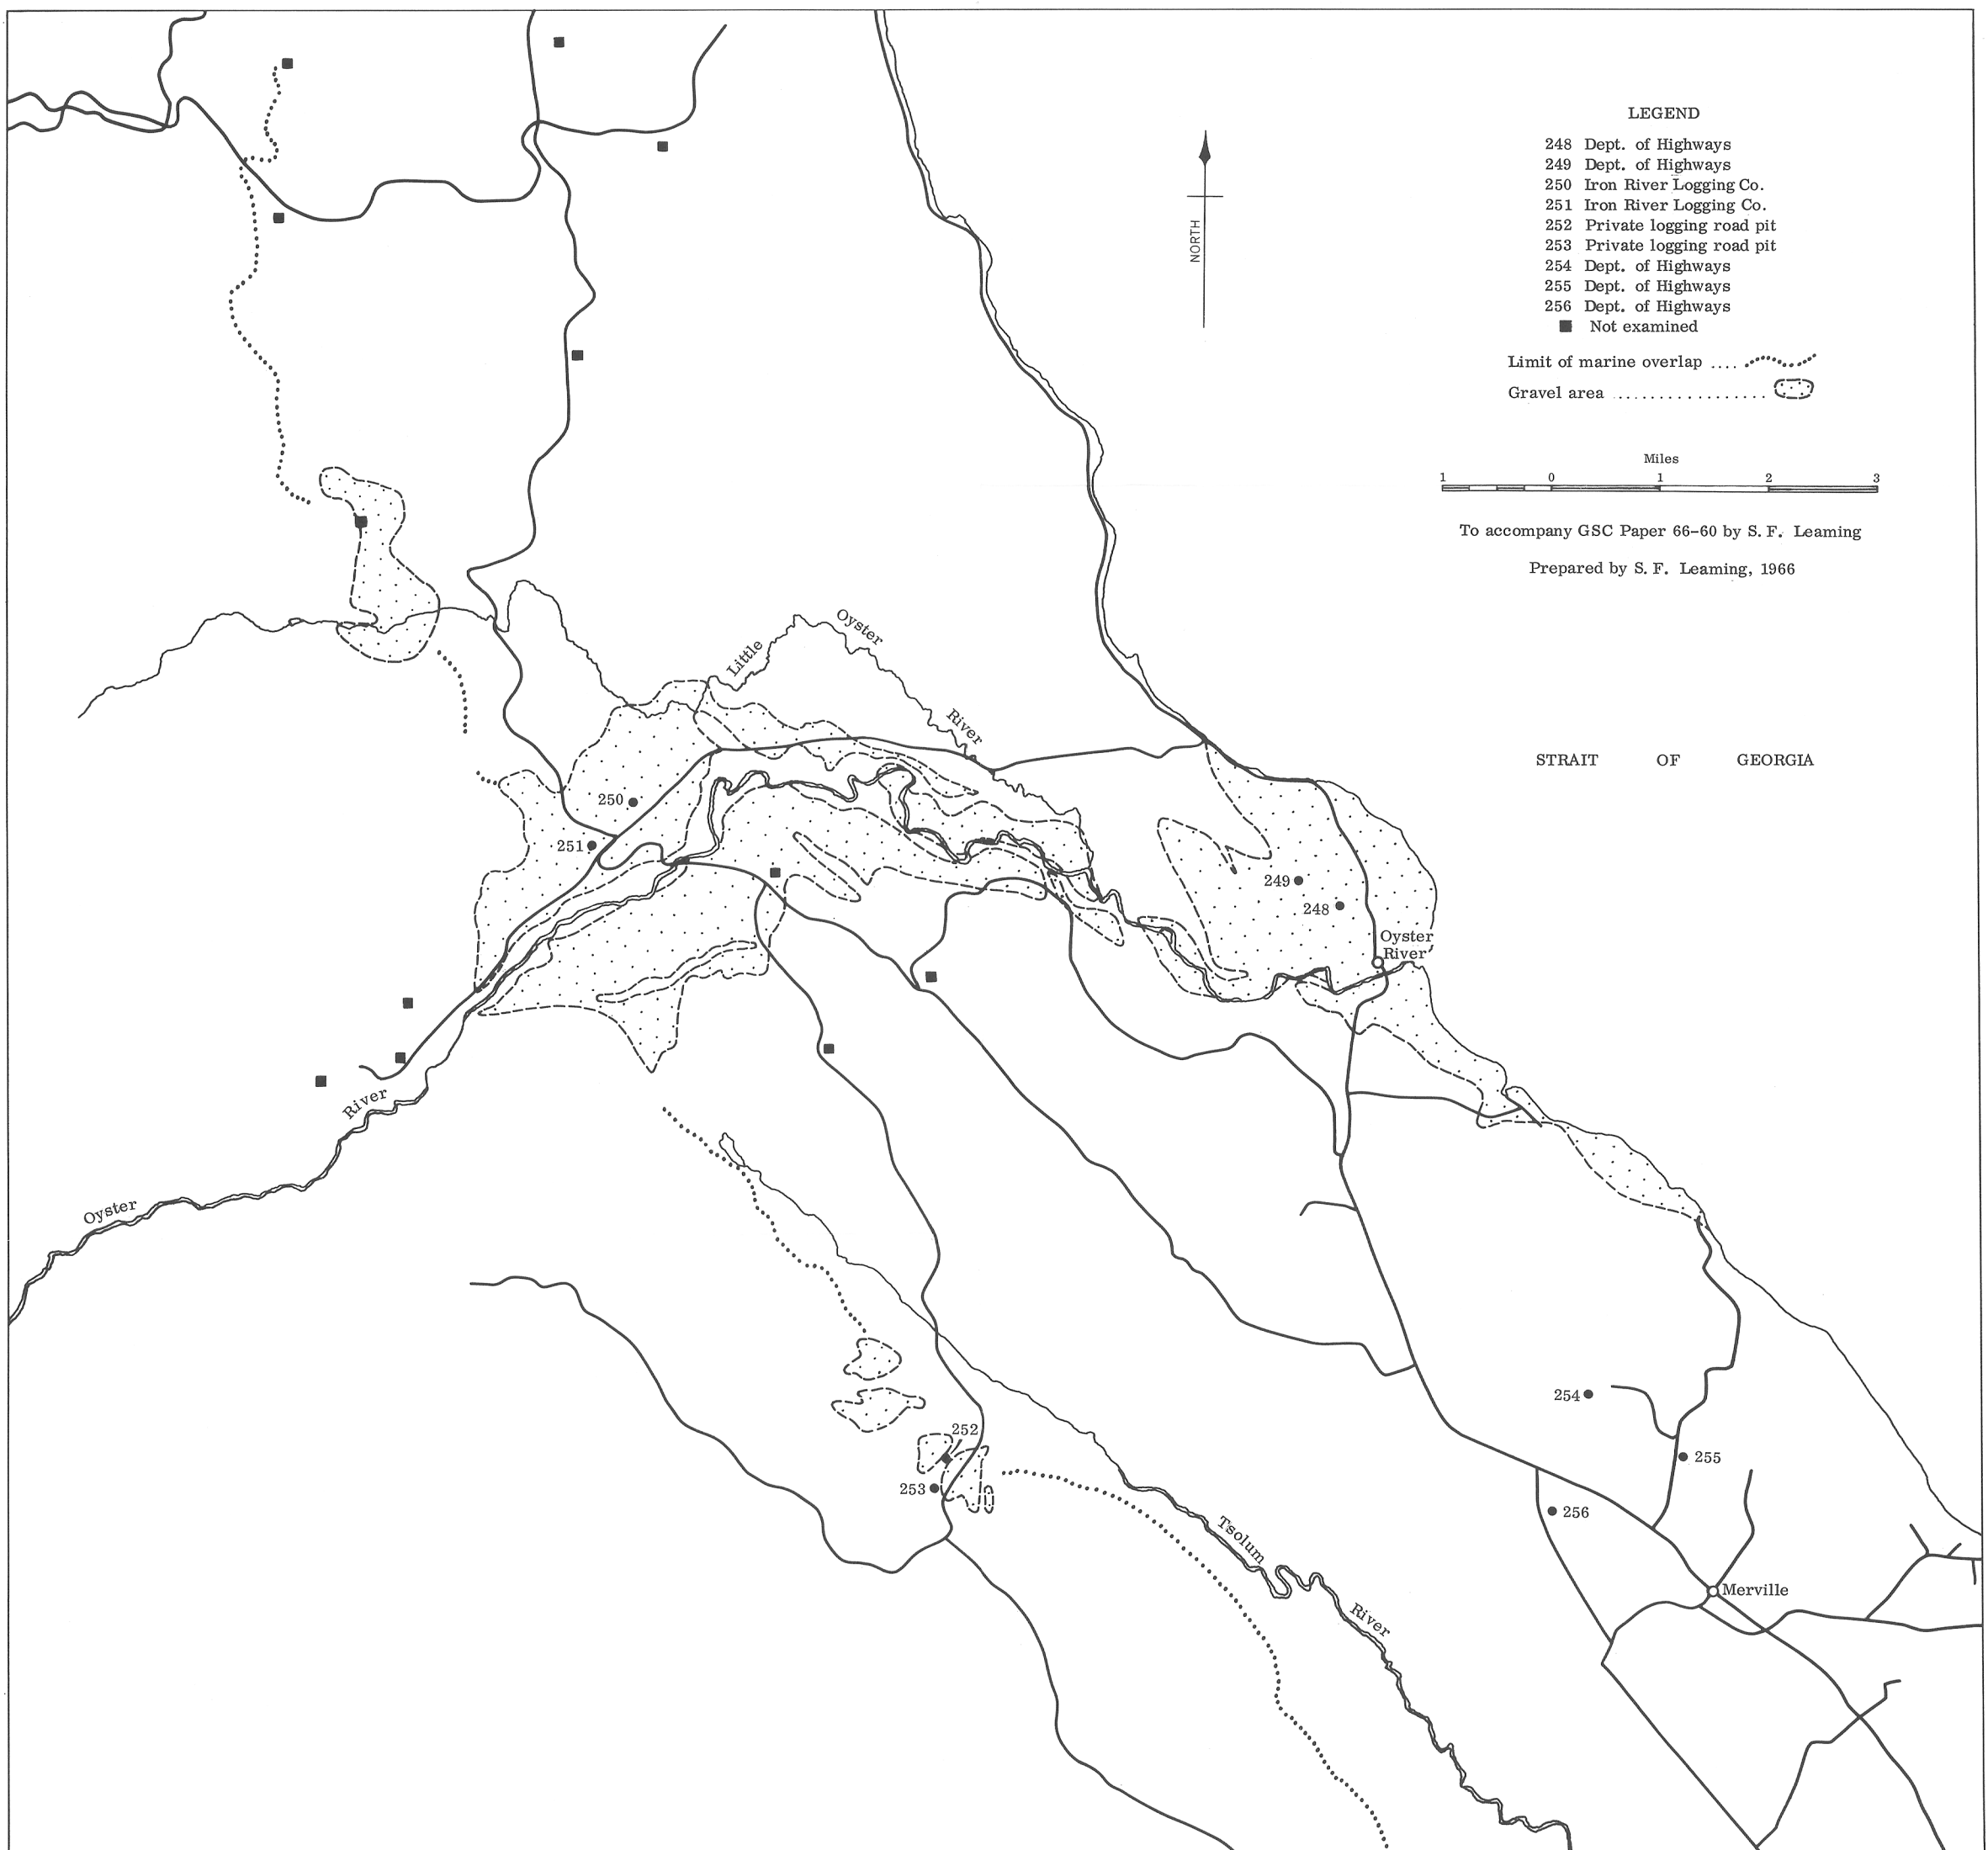 LEGEND
248 Dept. of Highways
249 Dept. of Highways
250 Iron River Logging Co.
251 Iron River Logging Co.
252 Private logging road pit
253 Private logging road pit
254 Dept. of Highways
255 Dept. of Highways
256 Dept. of Highways
Not examined
Limit of marine overlap ....
Gravel area ................
NORTH
Miles
1 0 1 2 3
To accompany GSC Paper 66-60 by S. F. Leaming
Prepared by S. F. Leaming, 1966
Little
Oyster
River
STRAIT OF GEORGIA
250
251
249
248
Oyster
River
River
Oyster
252
253
254
255
256
Tsolum
River
Merville